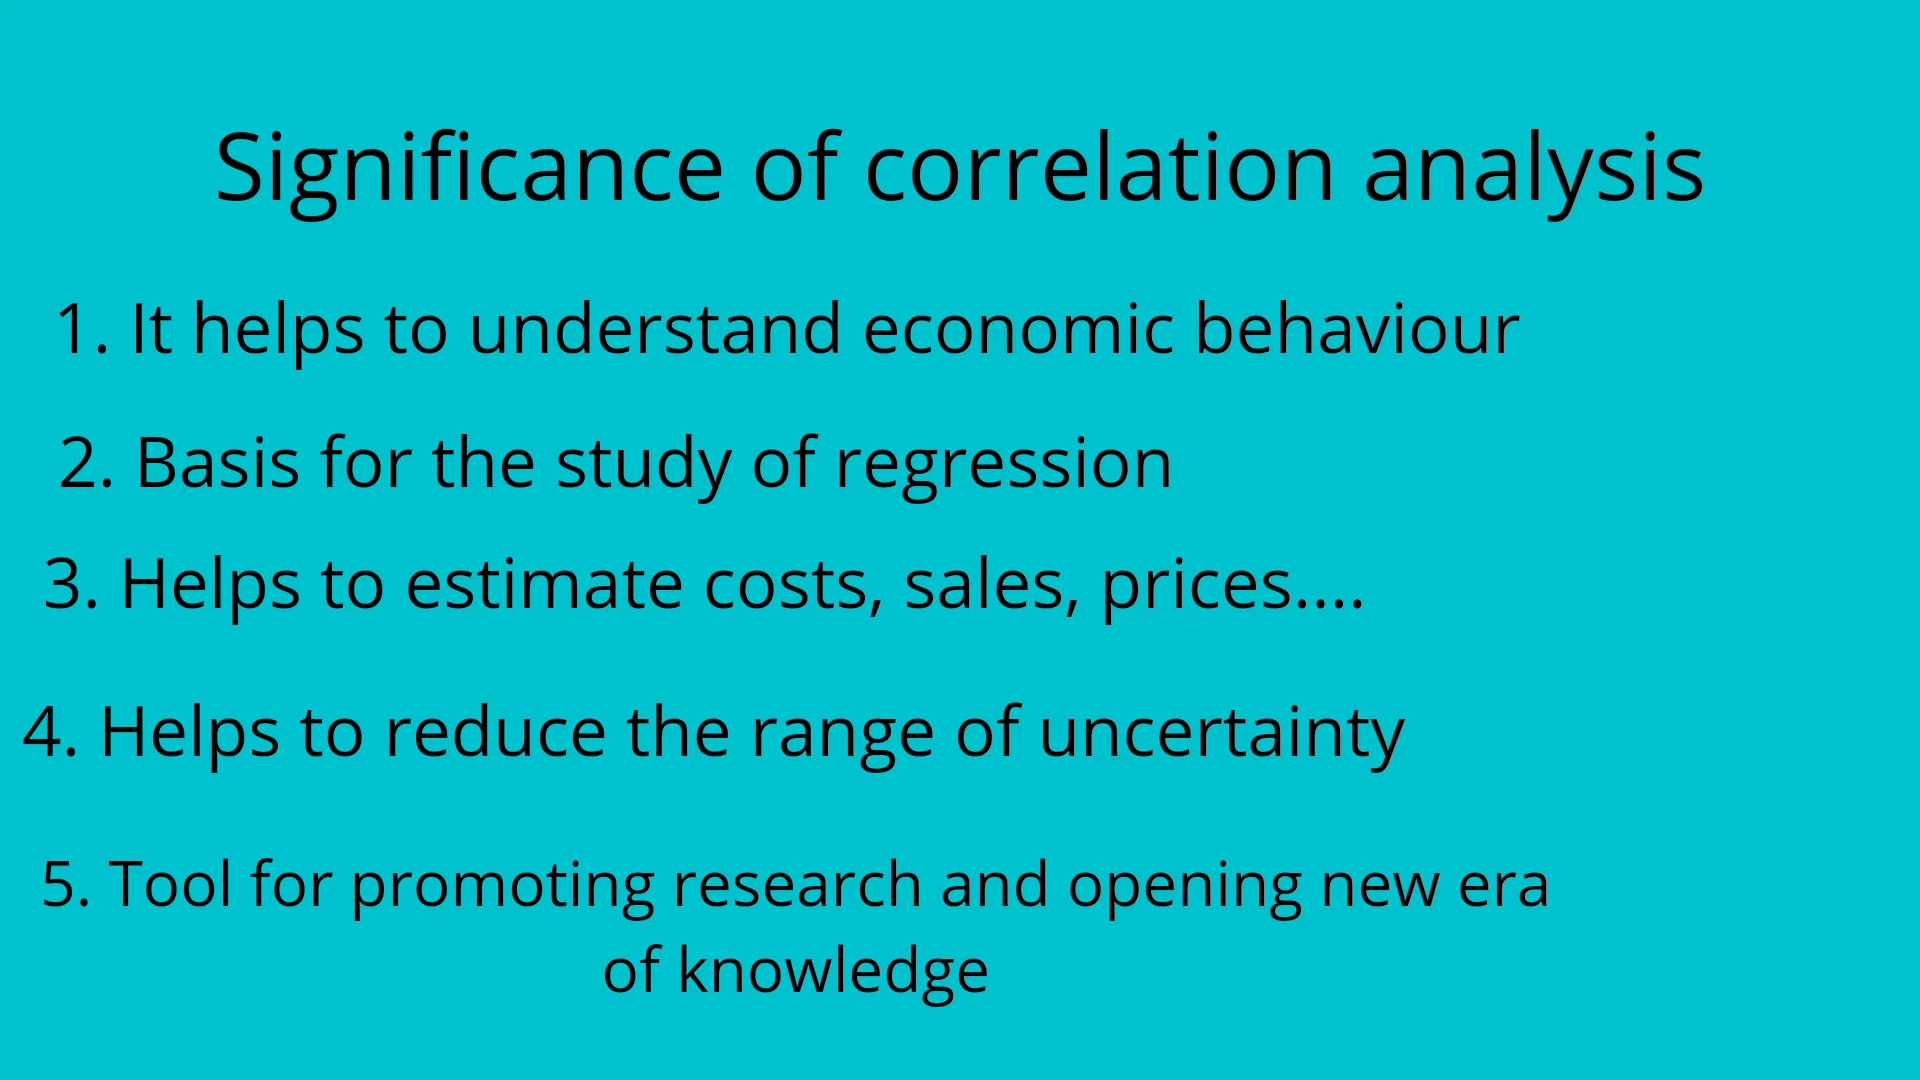 Significance of correlation analysis
1. It helps to understand economic behaviour
2. Basis for the study of regression
3. Helps to estimate costs, sales, prices....
4. Helps to reduce the range of uncertainty
5. Tool for promoting research and opening new era
of knowledge